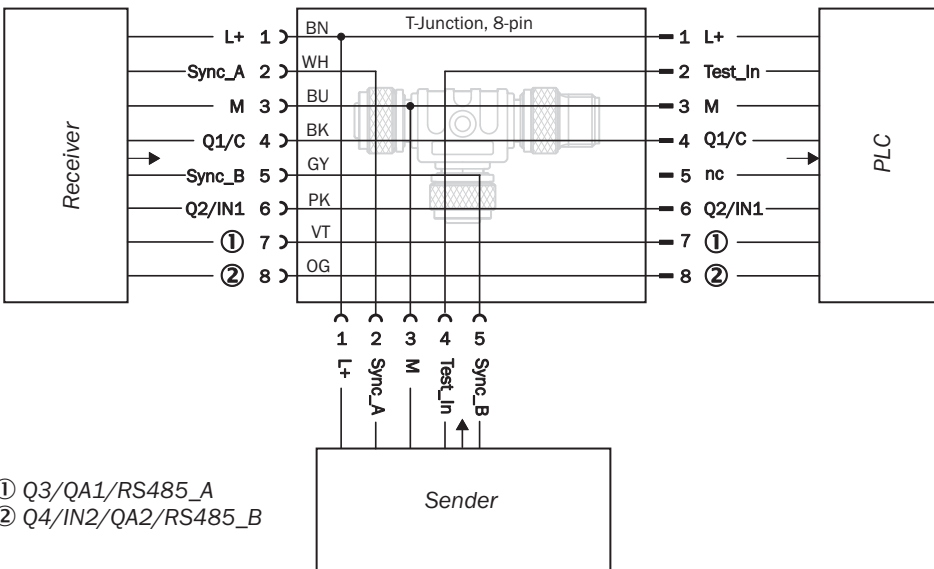 T-Junction, 8-pin
Receiver
L+ 1 BN 1 L+
Sync_A 2 WH 2 Test_In
M 3 BU 3 M
Q1/C 4 BK 4 Q1/C
Sync_B 5 GY 5 nc
Q2/IN1 6 PK 6 Q2/IN1
① 7 VT 7 ①
② 8 OG 8 ②
PLC
1 2 3 4 5
L+
Sync_A
M
Test_In
Sync_B
Sender
① Q3/QA1/RS485_A
② Q4/IN2/QA2/RS485_B